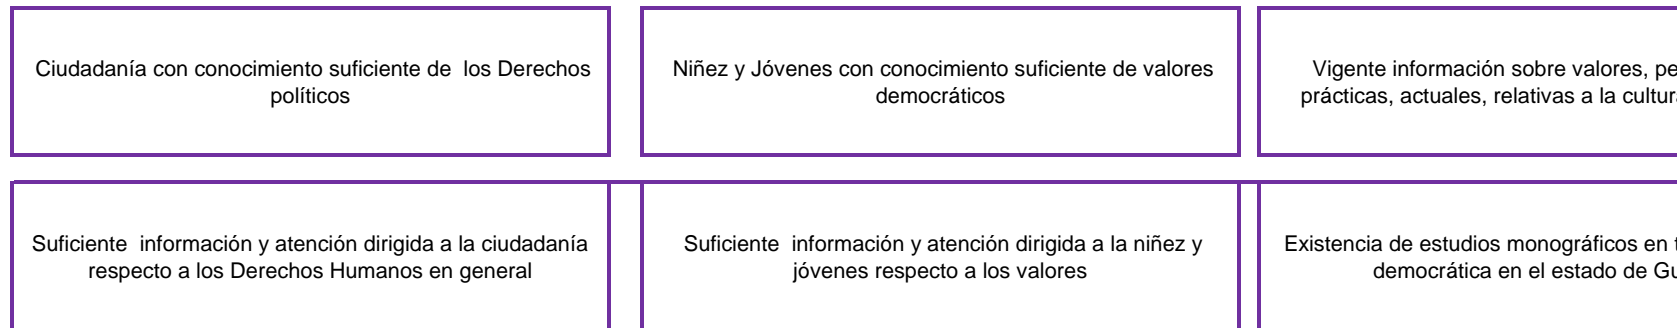 Ciudadanía con conocimiento suficiente de  los Derechos
políticos
Niñez y Jóvenes con conocimiento suficiente de valores
democráticos
Vigente información sobre valores,
prácticas, actuales, relativas a la
Suficiente  información y atención dirigida a la ciudadanía
respecto a los Derechos Humanos en general
Suficiente  información y atención dirigida a la niñez y
jóvenes respecto a los valores
Existencia de estudios monográficos en
democrática en el estado de